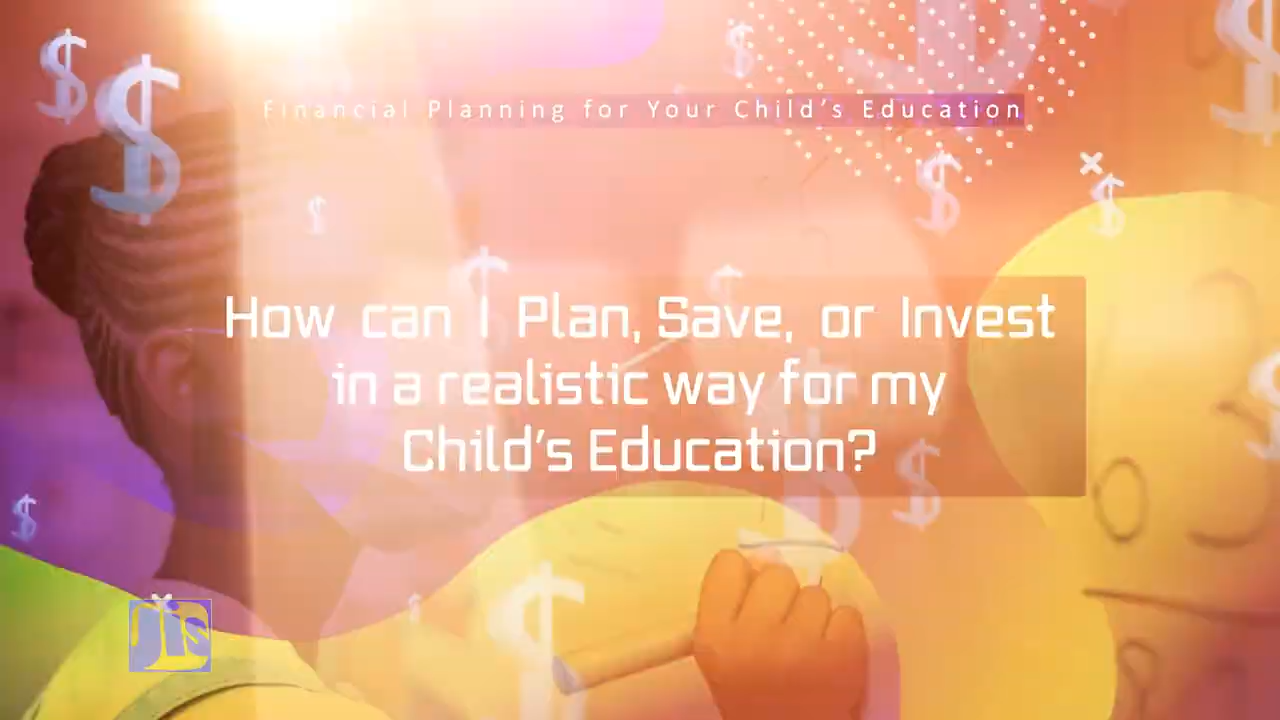 Financial Planning for Your Child's Education
How can I Plan, Save, or Invest
in a realistic way for my
Child's Education?
jis